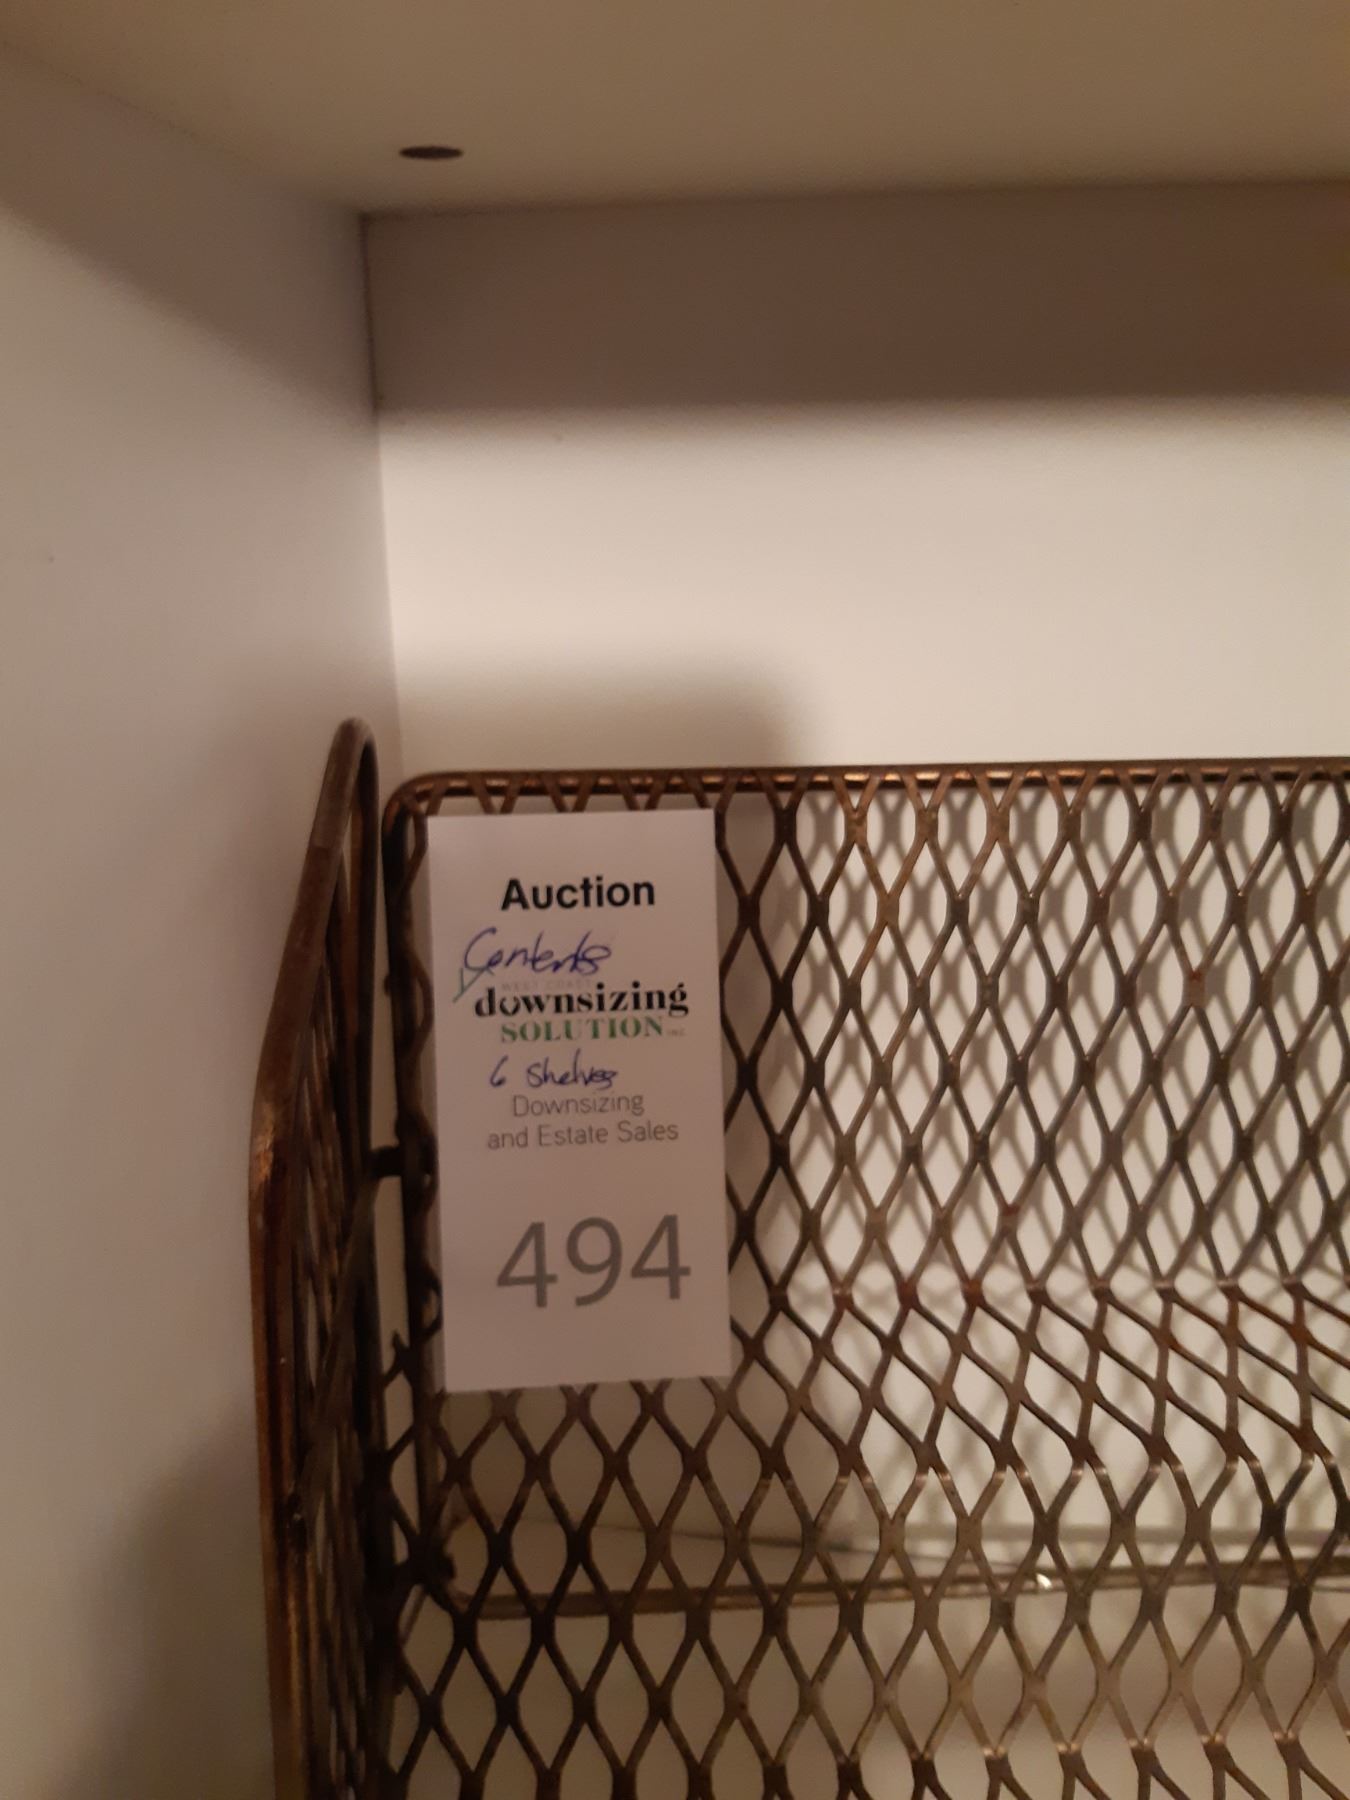 Auction
Contents
WEST COAST
downsizing
SOLUTION INC.
6 Shelves
Downsizing
and Estate Sales
494